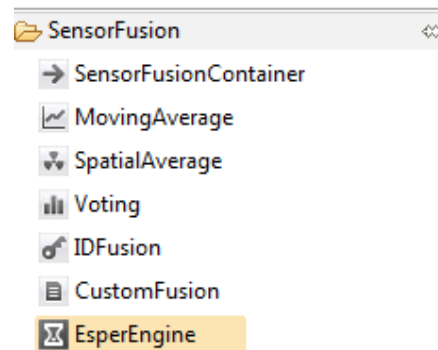 SensorFusion
SensorFusionContainer
MovingAverage
SpatialAverage
Voting
IDFusion
CustomFusion
EsperEngine